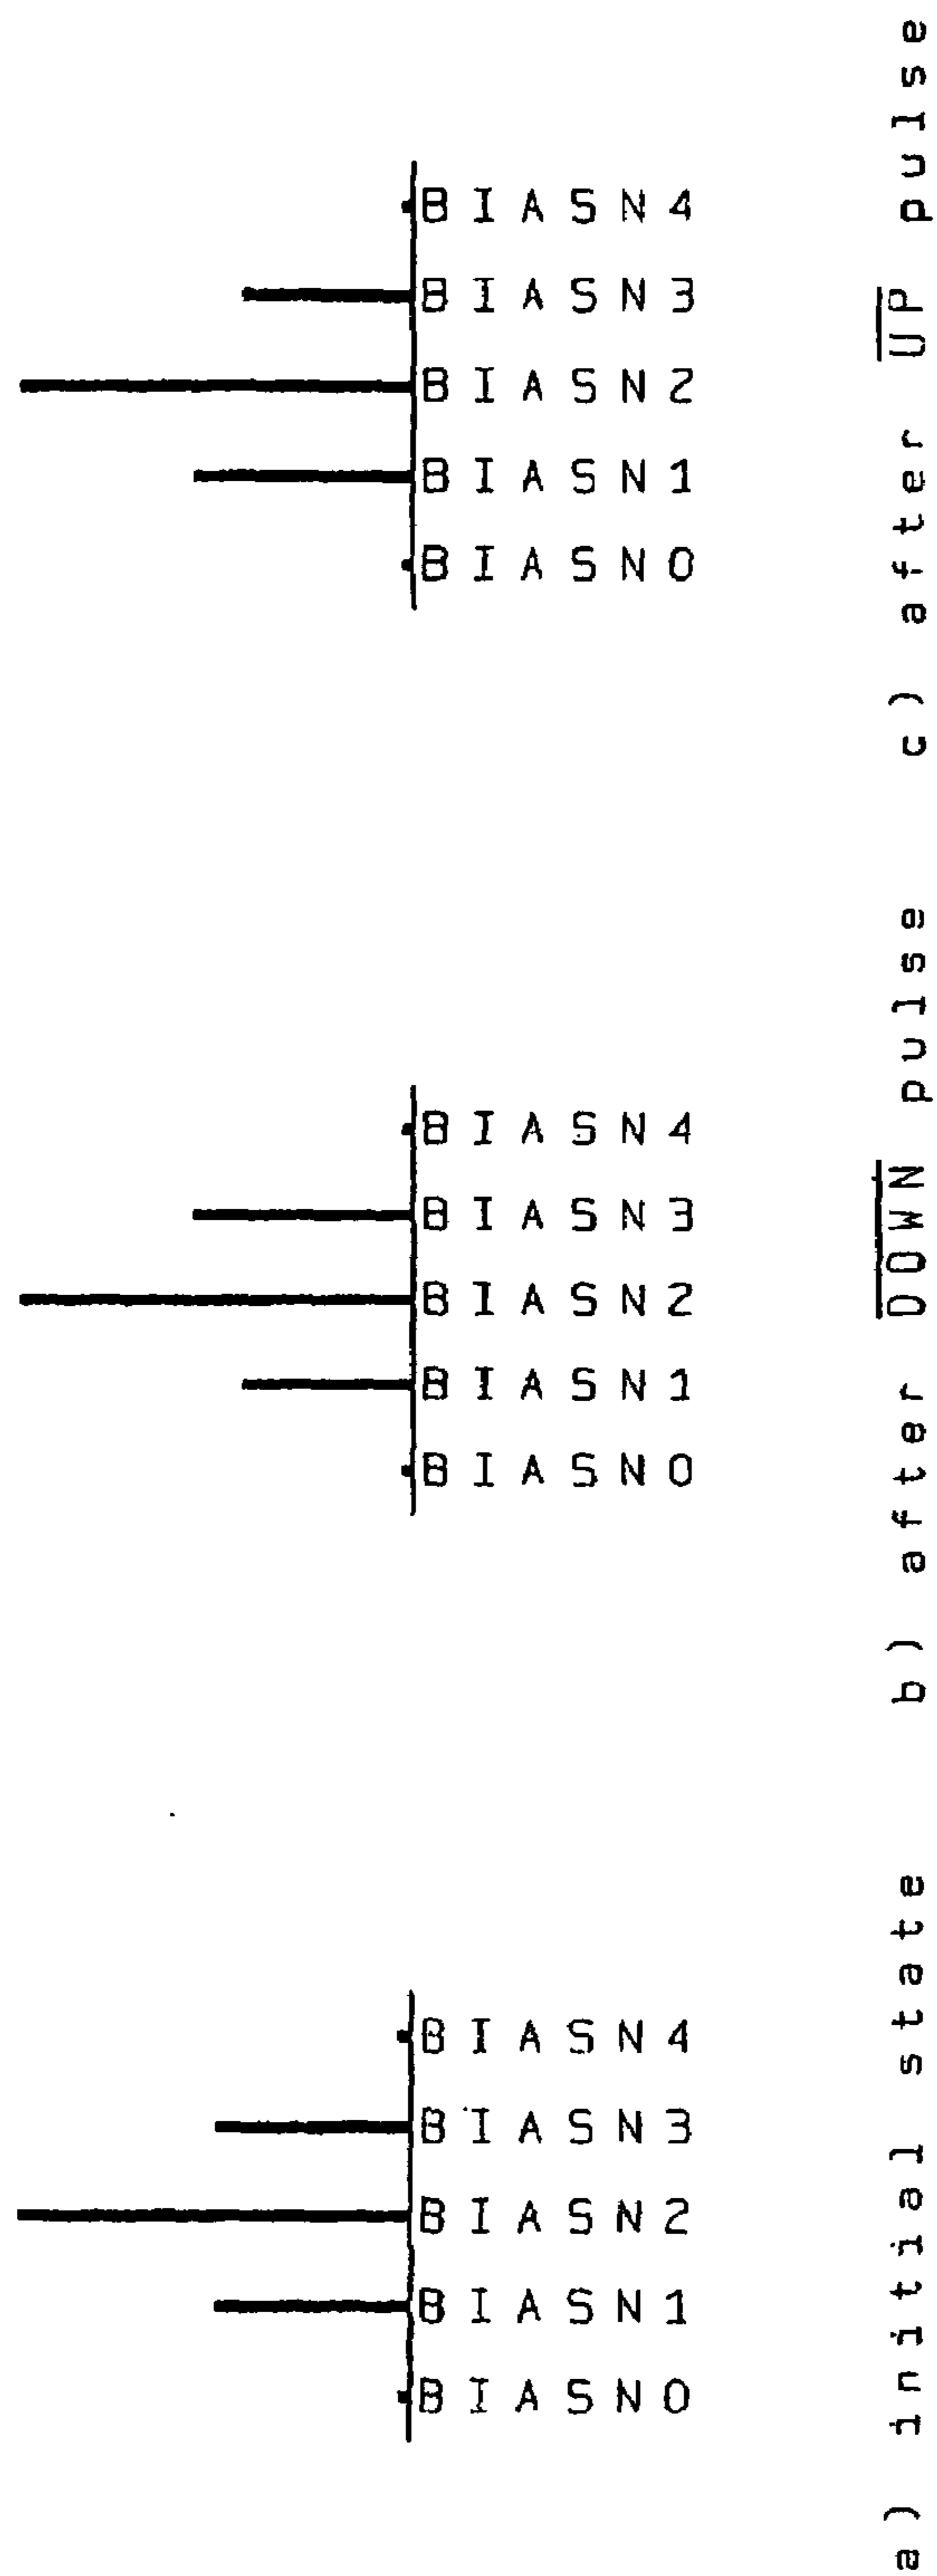 BIASN4
BIASN3
BIASN2
BIASN1
BIASN0
c) after UP pulse
BIASN4
BIASN3
BIASN2
BIASN1
BIASN0
b) after DOWN pulse
BIASN4
BIASN3
BIASN2
BIASN1
BIASN0
a) initial state